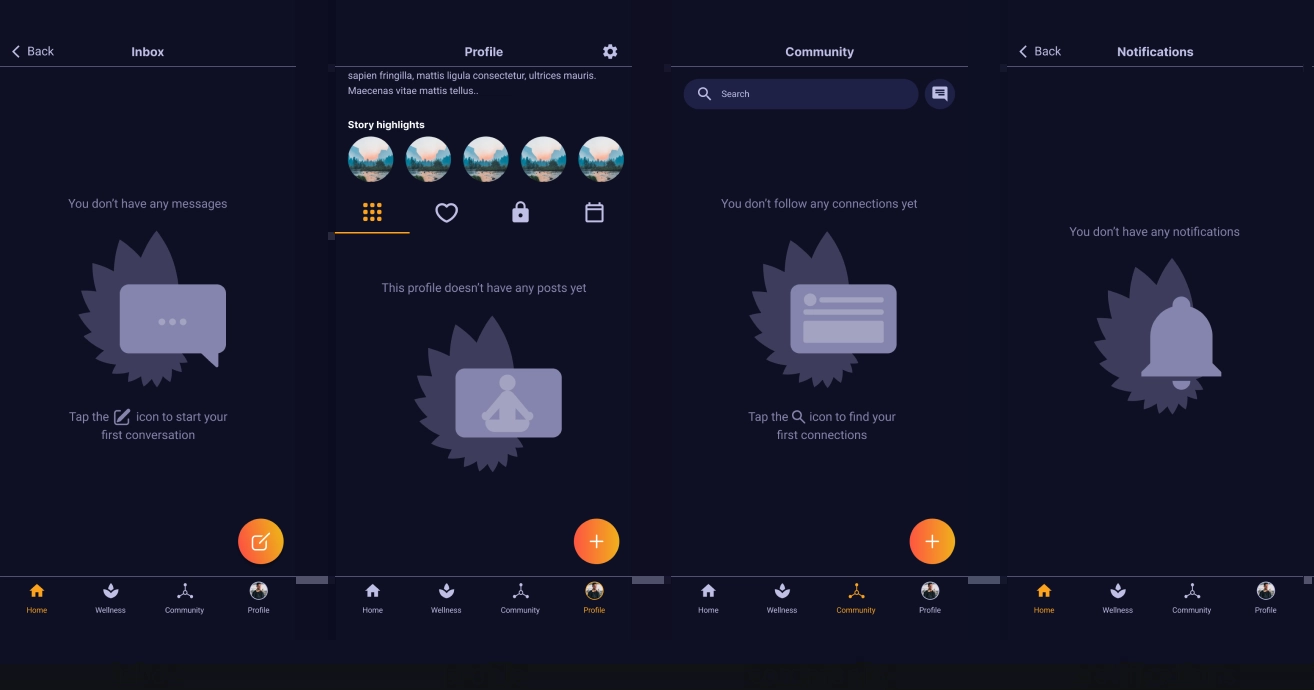 Back
Inbox
You don't have any messages
Tap the icon to start your
first conversation
Home
Wellness
Community
Profile
Profile
sapien fringilla, mattis ligula consectetur, ultrices mauris.
Maecenas vitae mattis tellus..
Story highlights
This profile doesn't have any posts yet
Home
Wellness
Community
Profile
Community
Search
You don't follow any connections yet
Tap the icon to find your
first connections
Home
Wellness
Community
Profile
Back
Notifications
You don't have any notifications
Home
Wellness
Community
Profile